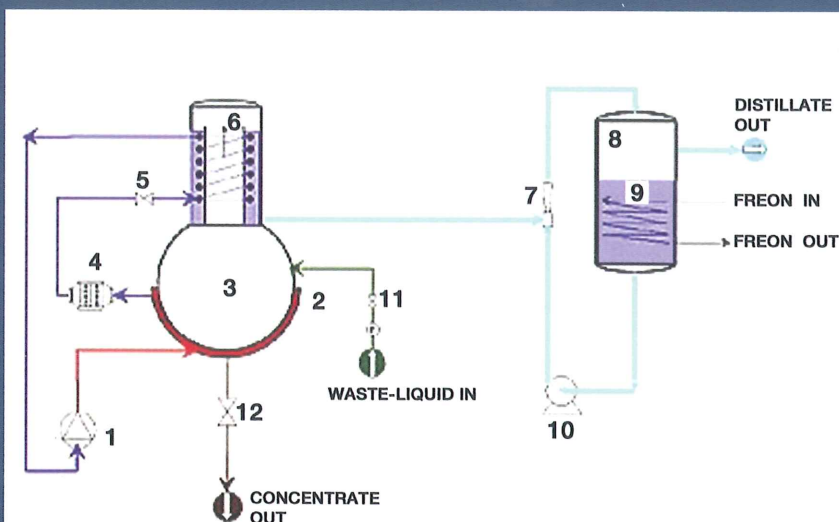 6
8
DISTILLATE
OUT
5
7
9
FREON IN
4
FREON OUT
3
2
11
WASTE-LIQUID IN
12
1
10
CONCENTRATE
OUT